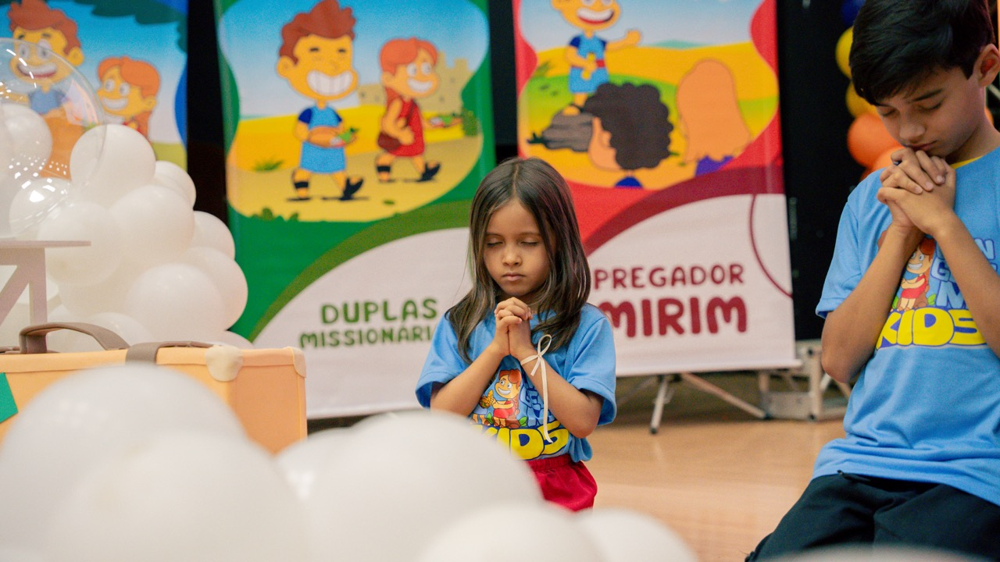 DUPLAS
MISSIONARI
PREGADOR
MIRIM
KIDS
KIDS